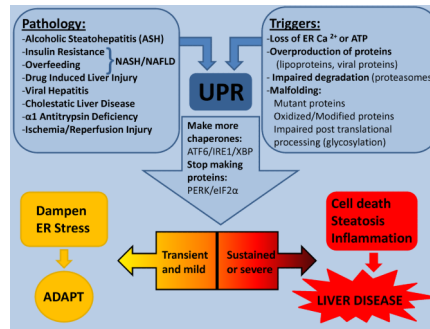 Pathology:
-Alcoholic Steatohepatitis (ASH)
-Insulin Resistance
-Overfeeding
NASH/NAFLD
-Drug Induced Liver Injury
-Viral Hepatitis
-Cholestatic Liver Disease
-α1 Antitrypsin Deficiency
-Ischemia/Reperfusion Injury
Triggers:
-Loss of ER Ca 2+ or ATP
-Overproduction of proteins
(lipoproteins, viral proteins)
- Impaired degradation (proteasomes
-Malfolding:
Mutant proteins
Oxidized/Modified proteins
Impaired post translational
processing (glycosylation)
UPR
Make more
chaperones:
ATF6/IRE1/XBP
Stop making
proteins:
PERK/eIF2α
Dampen
ER Stress
ADAPT
Transient
and mild
Sustained
or severe
Cell death
Steatosis
Inflammation
LIVER DISEASE